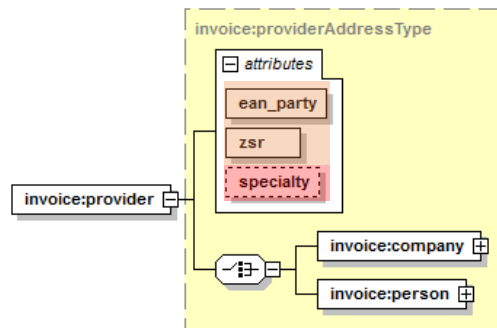 invoice:providerAddressType
attributes
ean_party
zsr
specialty
invoice:provider
invoice:company
invoice:person